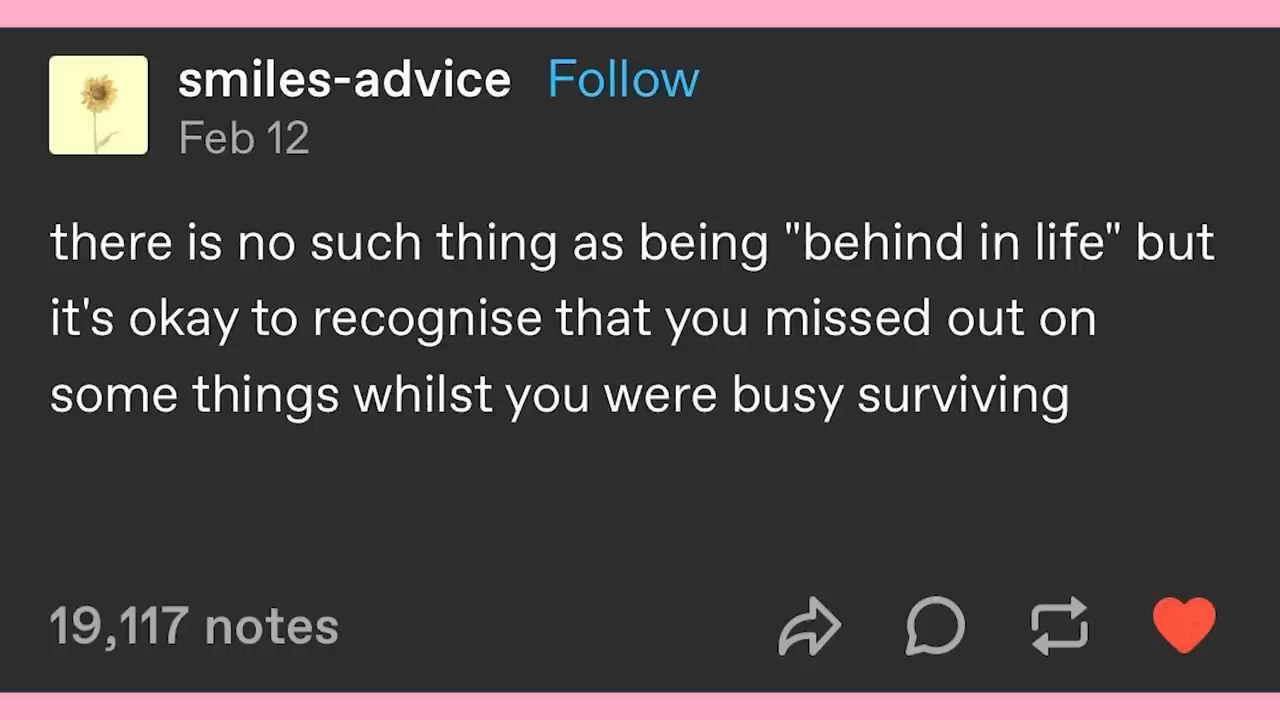 smiles-advice Follow
Feb 12
there is no such thing as being "behind in life" but
it's okay to recognise that you missed out on
some things whilst you were busy surviving
19,117 notes